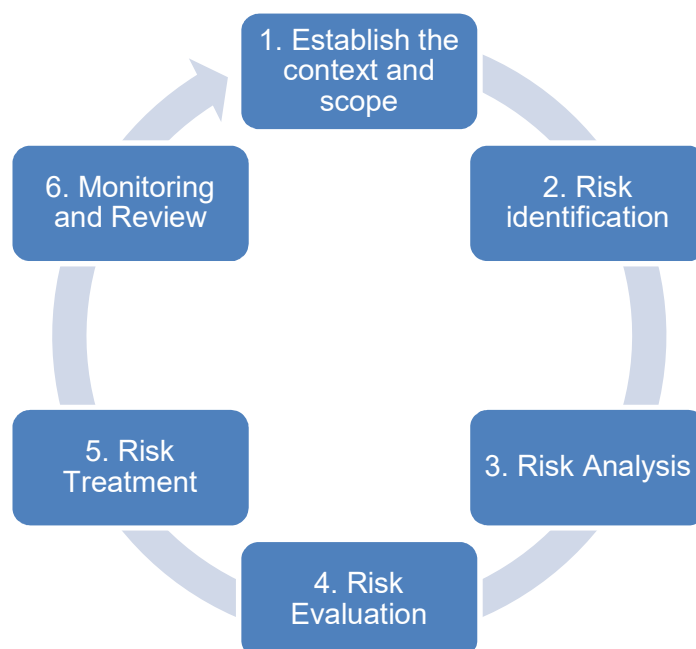 1. Establish the
context and
scope
2. Risk
identification
3. Risk Analysis
4. Risk
Evaluation
5. Risk
Treatment
6. Monitoring
and Review